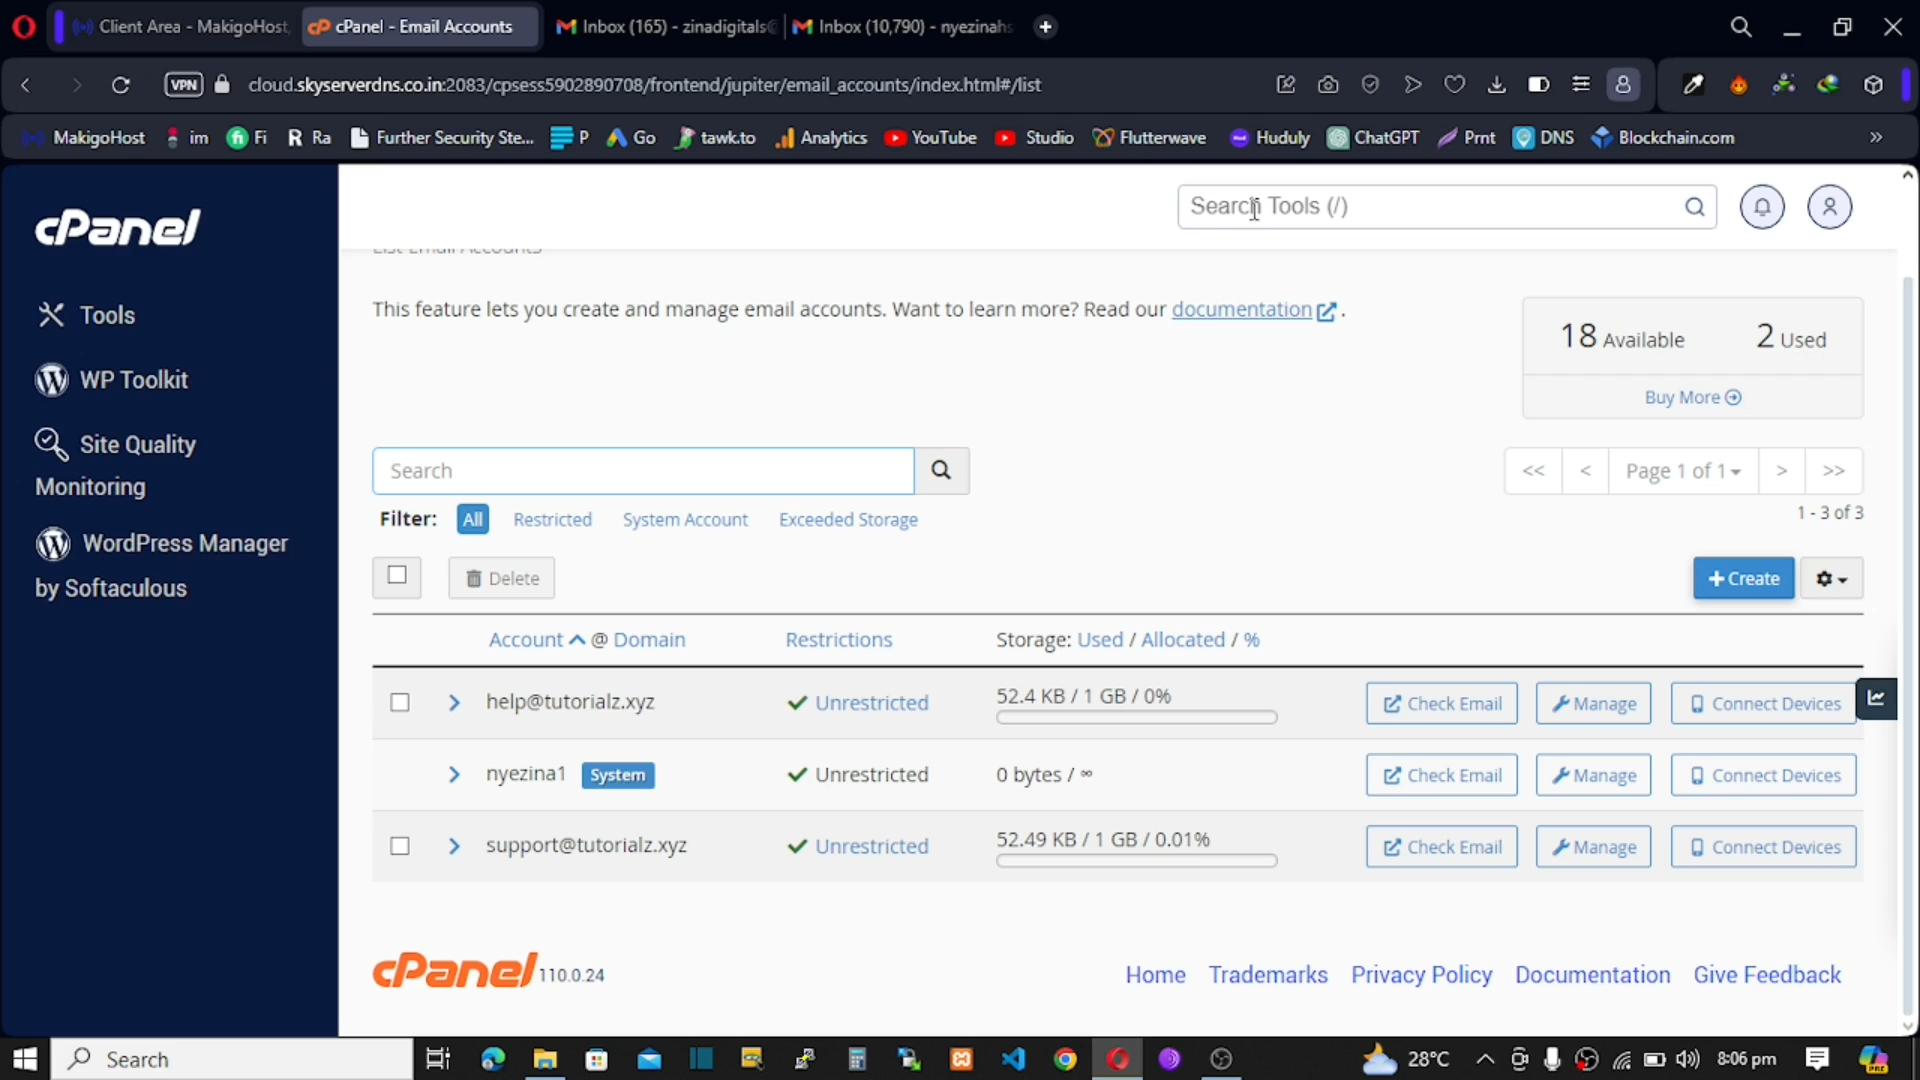 Client Area - MakigoHost,
cPanel - Email Accounts
Inbox (165) - zinadigitals@
Inbox (10,790) - nyezinahs
VPN
cloud.skyserverdns.co.in:2083/cpsess5902890708/frontend/jupiter/email_accounts/index.html#/list
MakigoHost
im
Fi
R Ra
Further Security Ste...
P
Go
tawk.to
Analytics
YouTube
Studio
Flutterwave
Huduly
ChatGPT
Prnt
DNS
Blockchain.com
»
cPanel
Search Tools (/)
Tools
WP Toolkit
Site Quality
Monitoring
WordPress Manager
by Softaculous
List Email Accounts
This feature lets you create and manage email accounts. Want to learn more? Read our documentation .
18 Available 2 Used
Buy More
Search
<< < Page 1 of 1 > >>
Filter: All Restricted System Account Exceeded Storage
1 - 3 of 3
Delete
+ Create
Account @ Domain Restrictions Storage: Used / Allocated / %
help@tutorialz.xyz Unrestricted 52.4 KB / 1 GB / 0% Check Email Manage Connect Devices
nyezina1 System Unrestricted 0 bytes / ∞ Check Email Manage Connect Devices
support@tutorialz.xyz Unrestricted 52.49 KB / 1 GB / 0.01% Check Email Manage Connect Devices
cPanel 110.0.24
Home Trademarks Privacy Policy Documentation Give Feedback
Search
28°C
8:06 pm
PRE